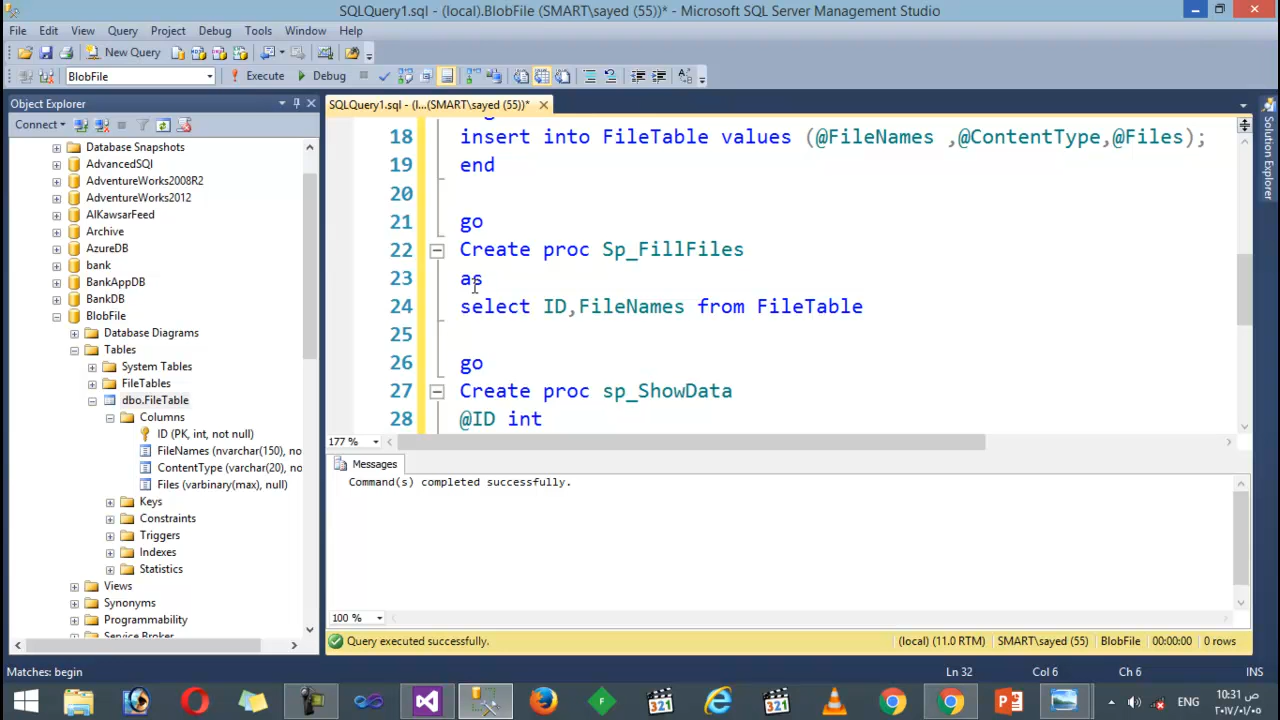 SQLQuery1.sql - (local).BlobFile (SMART\sayed (55))* - Microsoft SQL Server Management Studio
File Edit View Query Project Debug Tools Window Help
New Query
BlobFile Execute Debug
Object Explorer
Connect
Database Snapshots
AdvancedSQl
AdventureWorks2008R2
AdventureWorks2012
AlKawsarFeed
Archive
AzureDB
bank
BankAppDB
BankDB
BlobFile
Database Diagrams
Tables
System Tables
FileTables
dbo.FileTable
Columns
ID (PK, int, not null)
FileNames (nvarchar(150), no
ContentType (varchar(20), no
Files (varbinary(max), null)
Keys
Constraints
Triggers
Indexes
Statistics
Views
Synonyms
Programmability
Service Broker
SQLQuery1.sql - (l...(SMART\sayed (55))*
18 insert into FileTable values (@FileNames ,@ContentType,@Files);
19 end
20
21 go
22 Create proc Sp_FillFiles
23 as
24 select ID,FileNames from FileTable
25
26 go
27 Create proc sp_ShowData
28 @ID int
177 %
Messages
Command(s) completed successfully.
100 %
Query executed successfully. (local) (11.0 RTM) SMART\sayed (55) BlobFile 00:00:00 0 rows
Solution Explorer
Matches: begin Ln 32 Col 6 Ch 6 INS
321
321
ENG
10:31 ص
٢٠١٧/٠١/٠٥